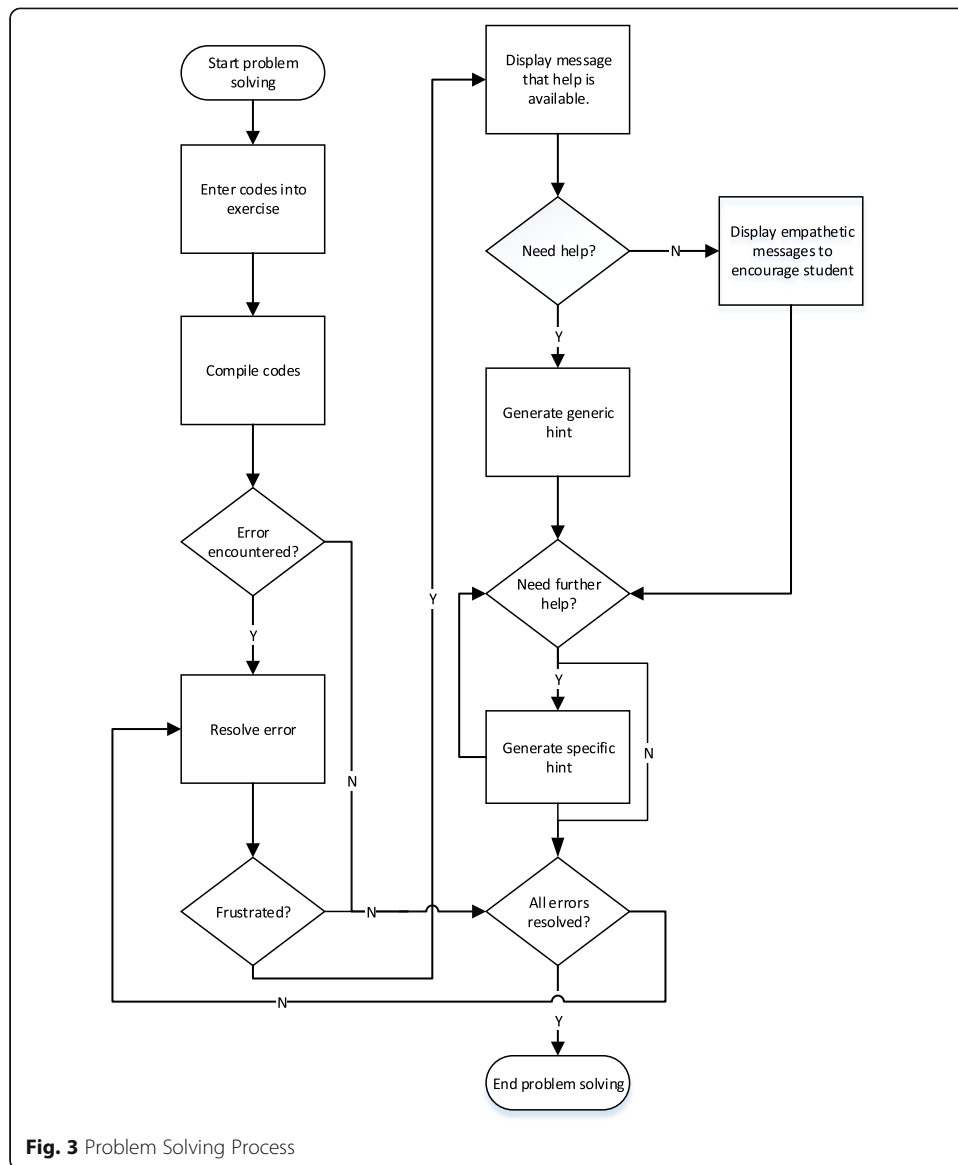 Start problem
solving
Enter codes into
exercise
Compile codes
Error
encountered?
Y
N
Resolve error
Frustrated?
N
Y
N
Display message
that help is
available.
Need help?
N
Display empathetic
messages to
encourage student
Y
Generate generic
hint
Need further
help?
Y
N
Generate specific
hint
All errors
resolved?
Y
End problem solving
Fig. 3 Problem Solving Process